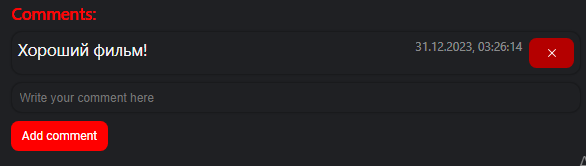 Comments:
Хороший фильм! 31.12.2023, 03:26:14 ×
Write your comment here
Add comment